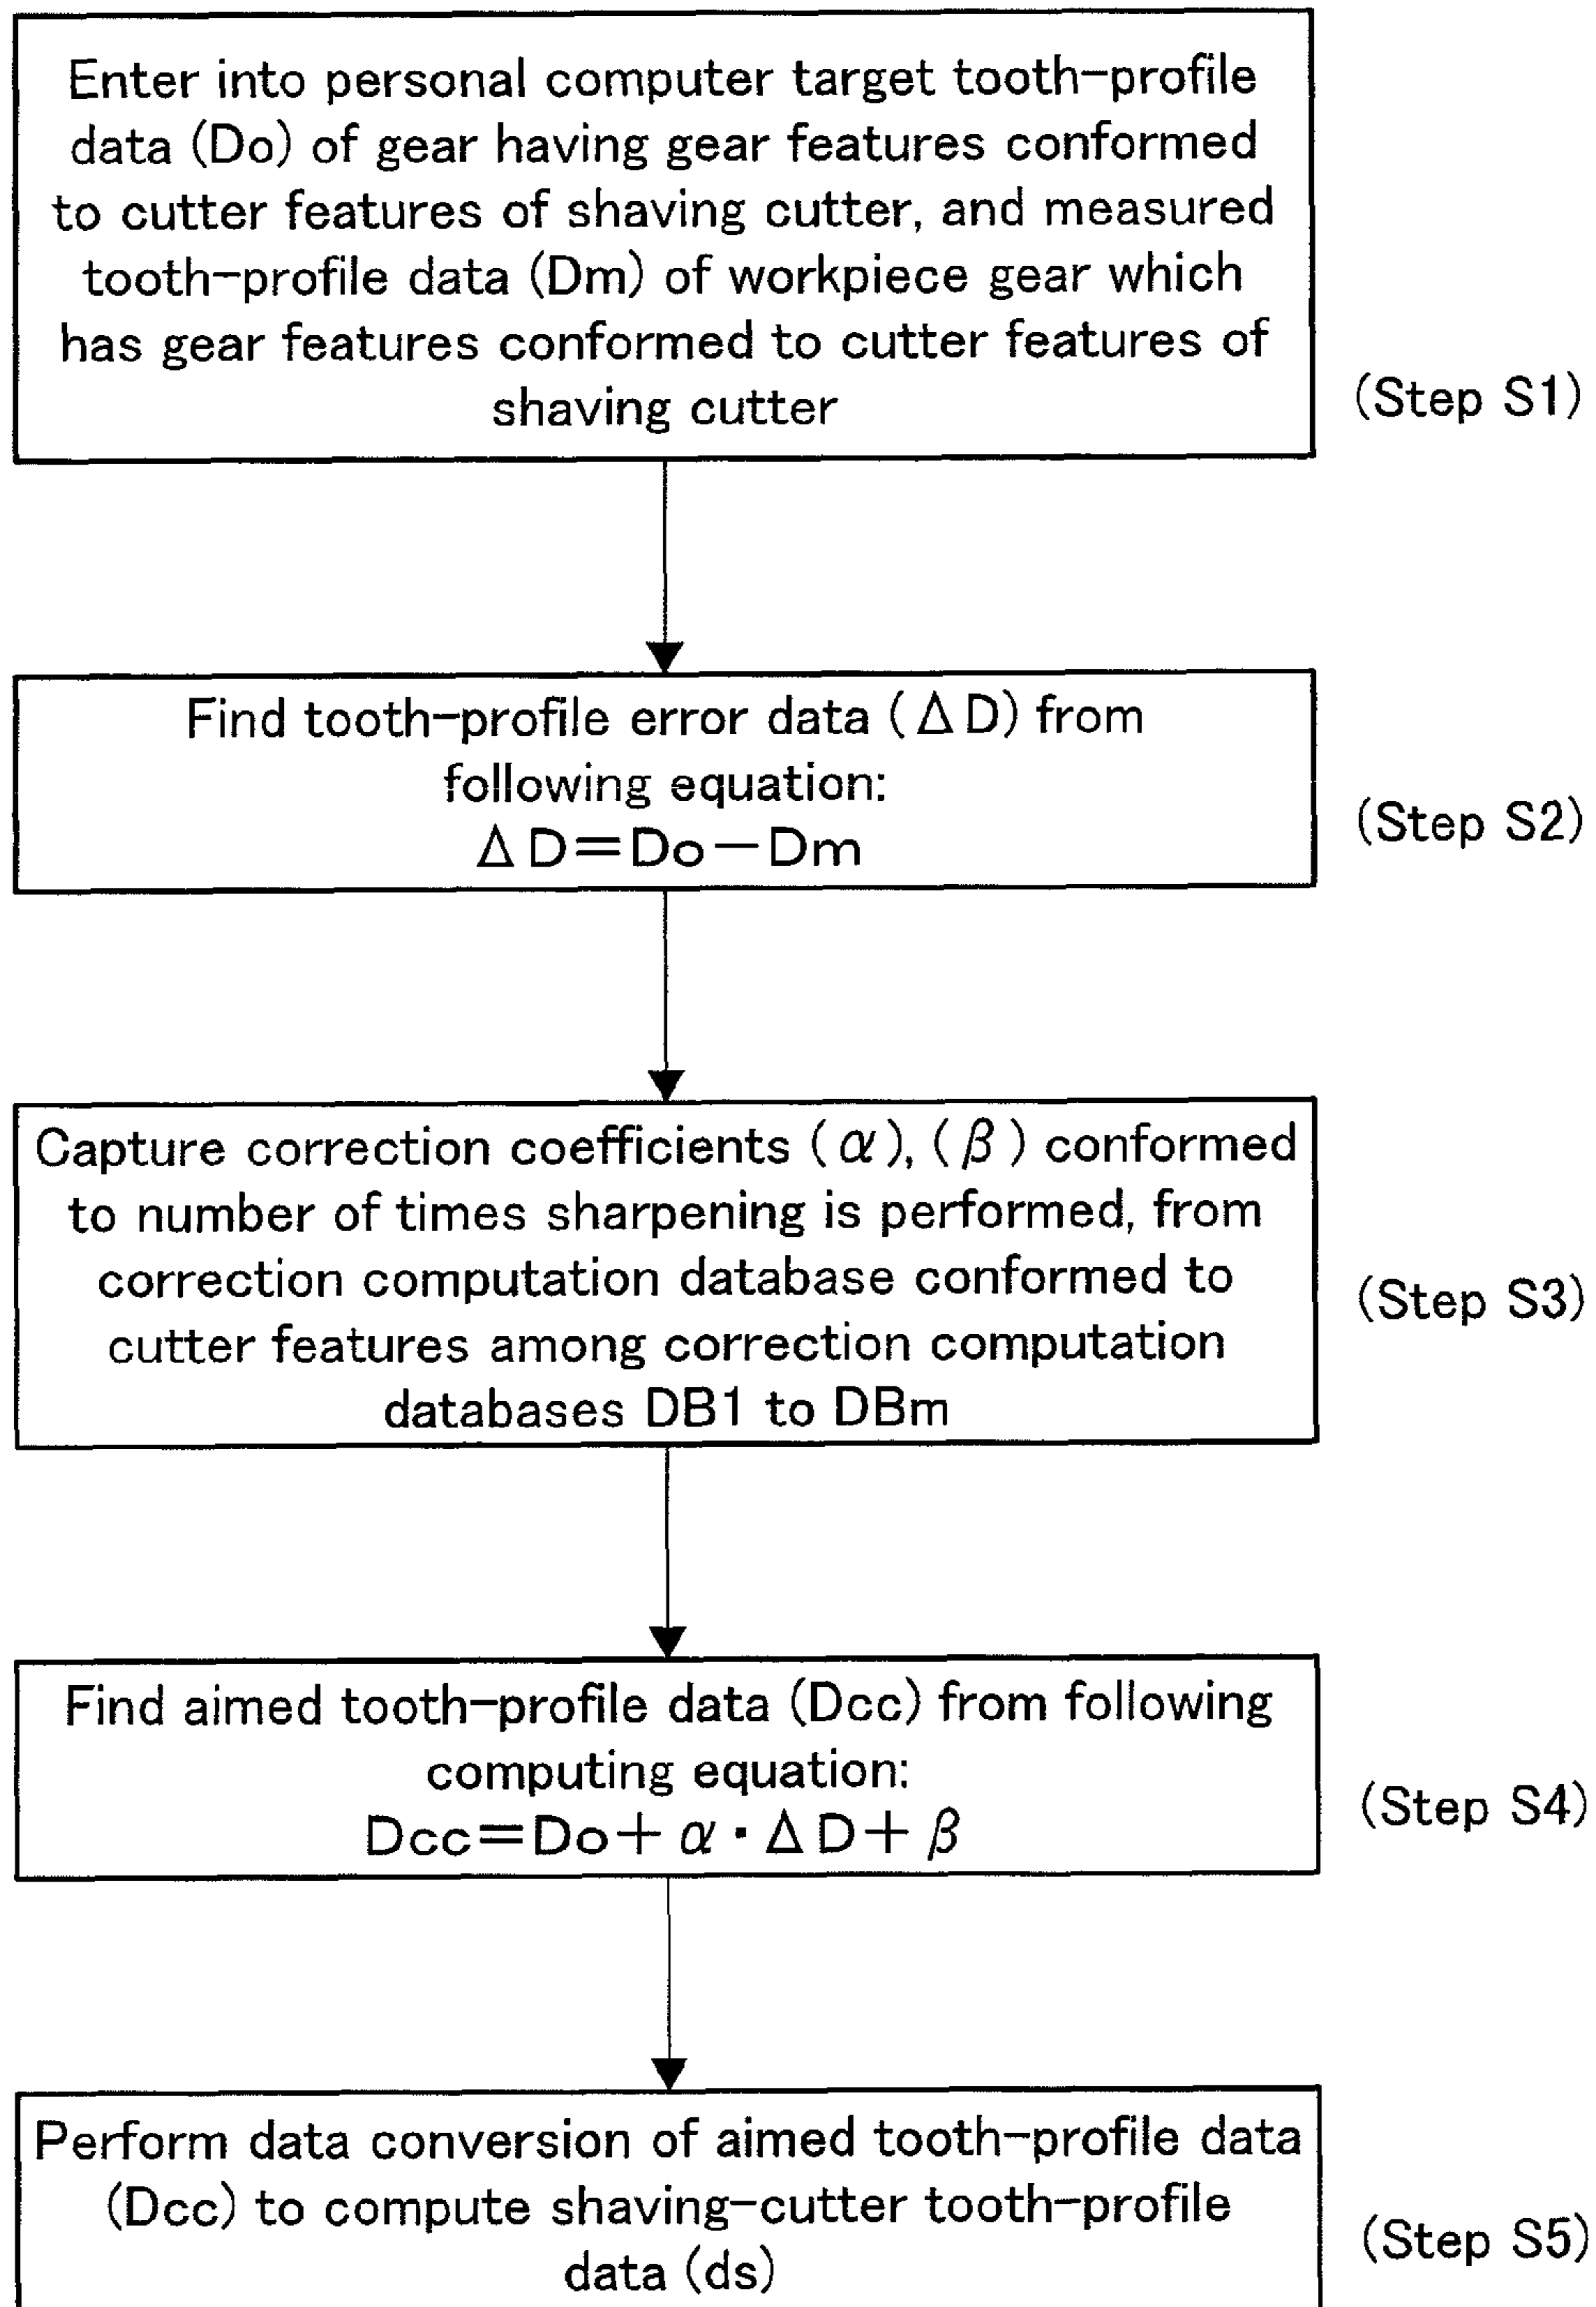 Enter into personal computer target tooth-profile
data (Do) of gear having gear features conformed
to cutter features of shaving cutter, and measured
tooth-profile data (Dm) of workpiece gear which
has gear features conformed to cutter features of
shaving cutter
(Step S1)
Find tooth-profile error data (ΔD) from
following equation:
ΔD=Do-Dm
(Step S2)
Capture correction coefficients (α), (β) conformed
to number of times sharpening is performed, from
correction computation database conformed to
cutter features among correction computation
databases DB1 to DBm
(Step S3)
Find aimed tooth-profile data (Dcc) from following
computing equation:
Dcc=Do+α・ΔD+β
(Step S4)
Perform data conversion of aimed tooth-profile data
(Dcc) to compute shaving-cutter tooth-profile
data (ds)
(Step S5)